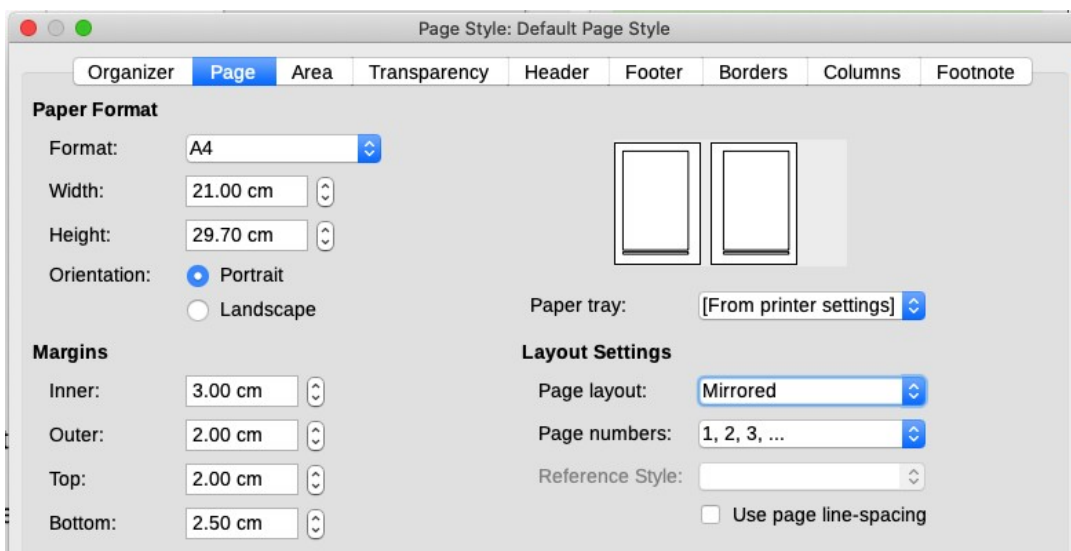 Page Style: Default Page Style
Organizer Page Area Transparency Header Footer Borders Columns Footnote
Paper Format
Format: A4
Width: 21.00 cm
Height: 29.70 cm
Orientation: Portrait
Landscape
Paper tray: [From printer settings]
Margins
Inner: 3.00 cm
Outer: 2.00 cm
Top: 2.00 cm
Bottom: 2.50 cm
Layout Settings
Page layout: Mirrored
Page numbers: 1, 2, 3, ...
Reference Style:
Use page line-spacing